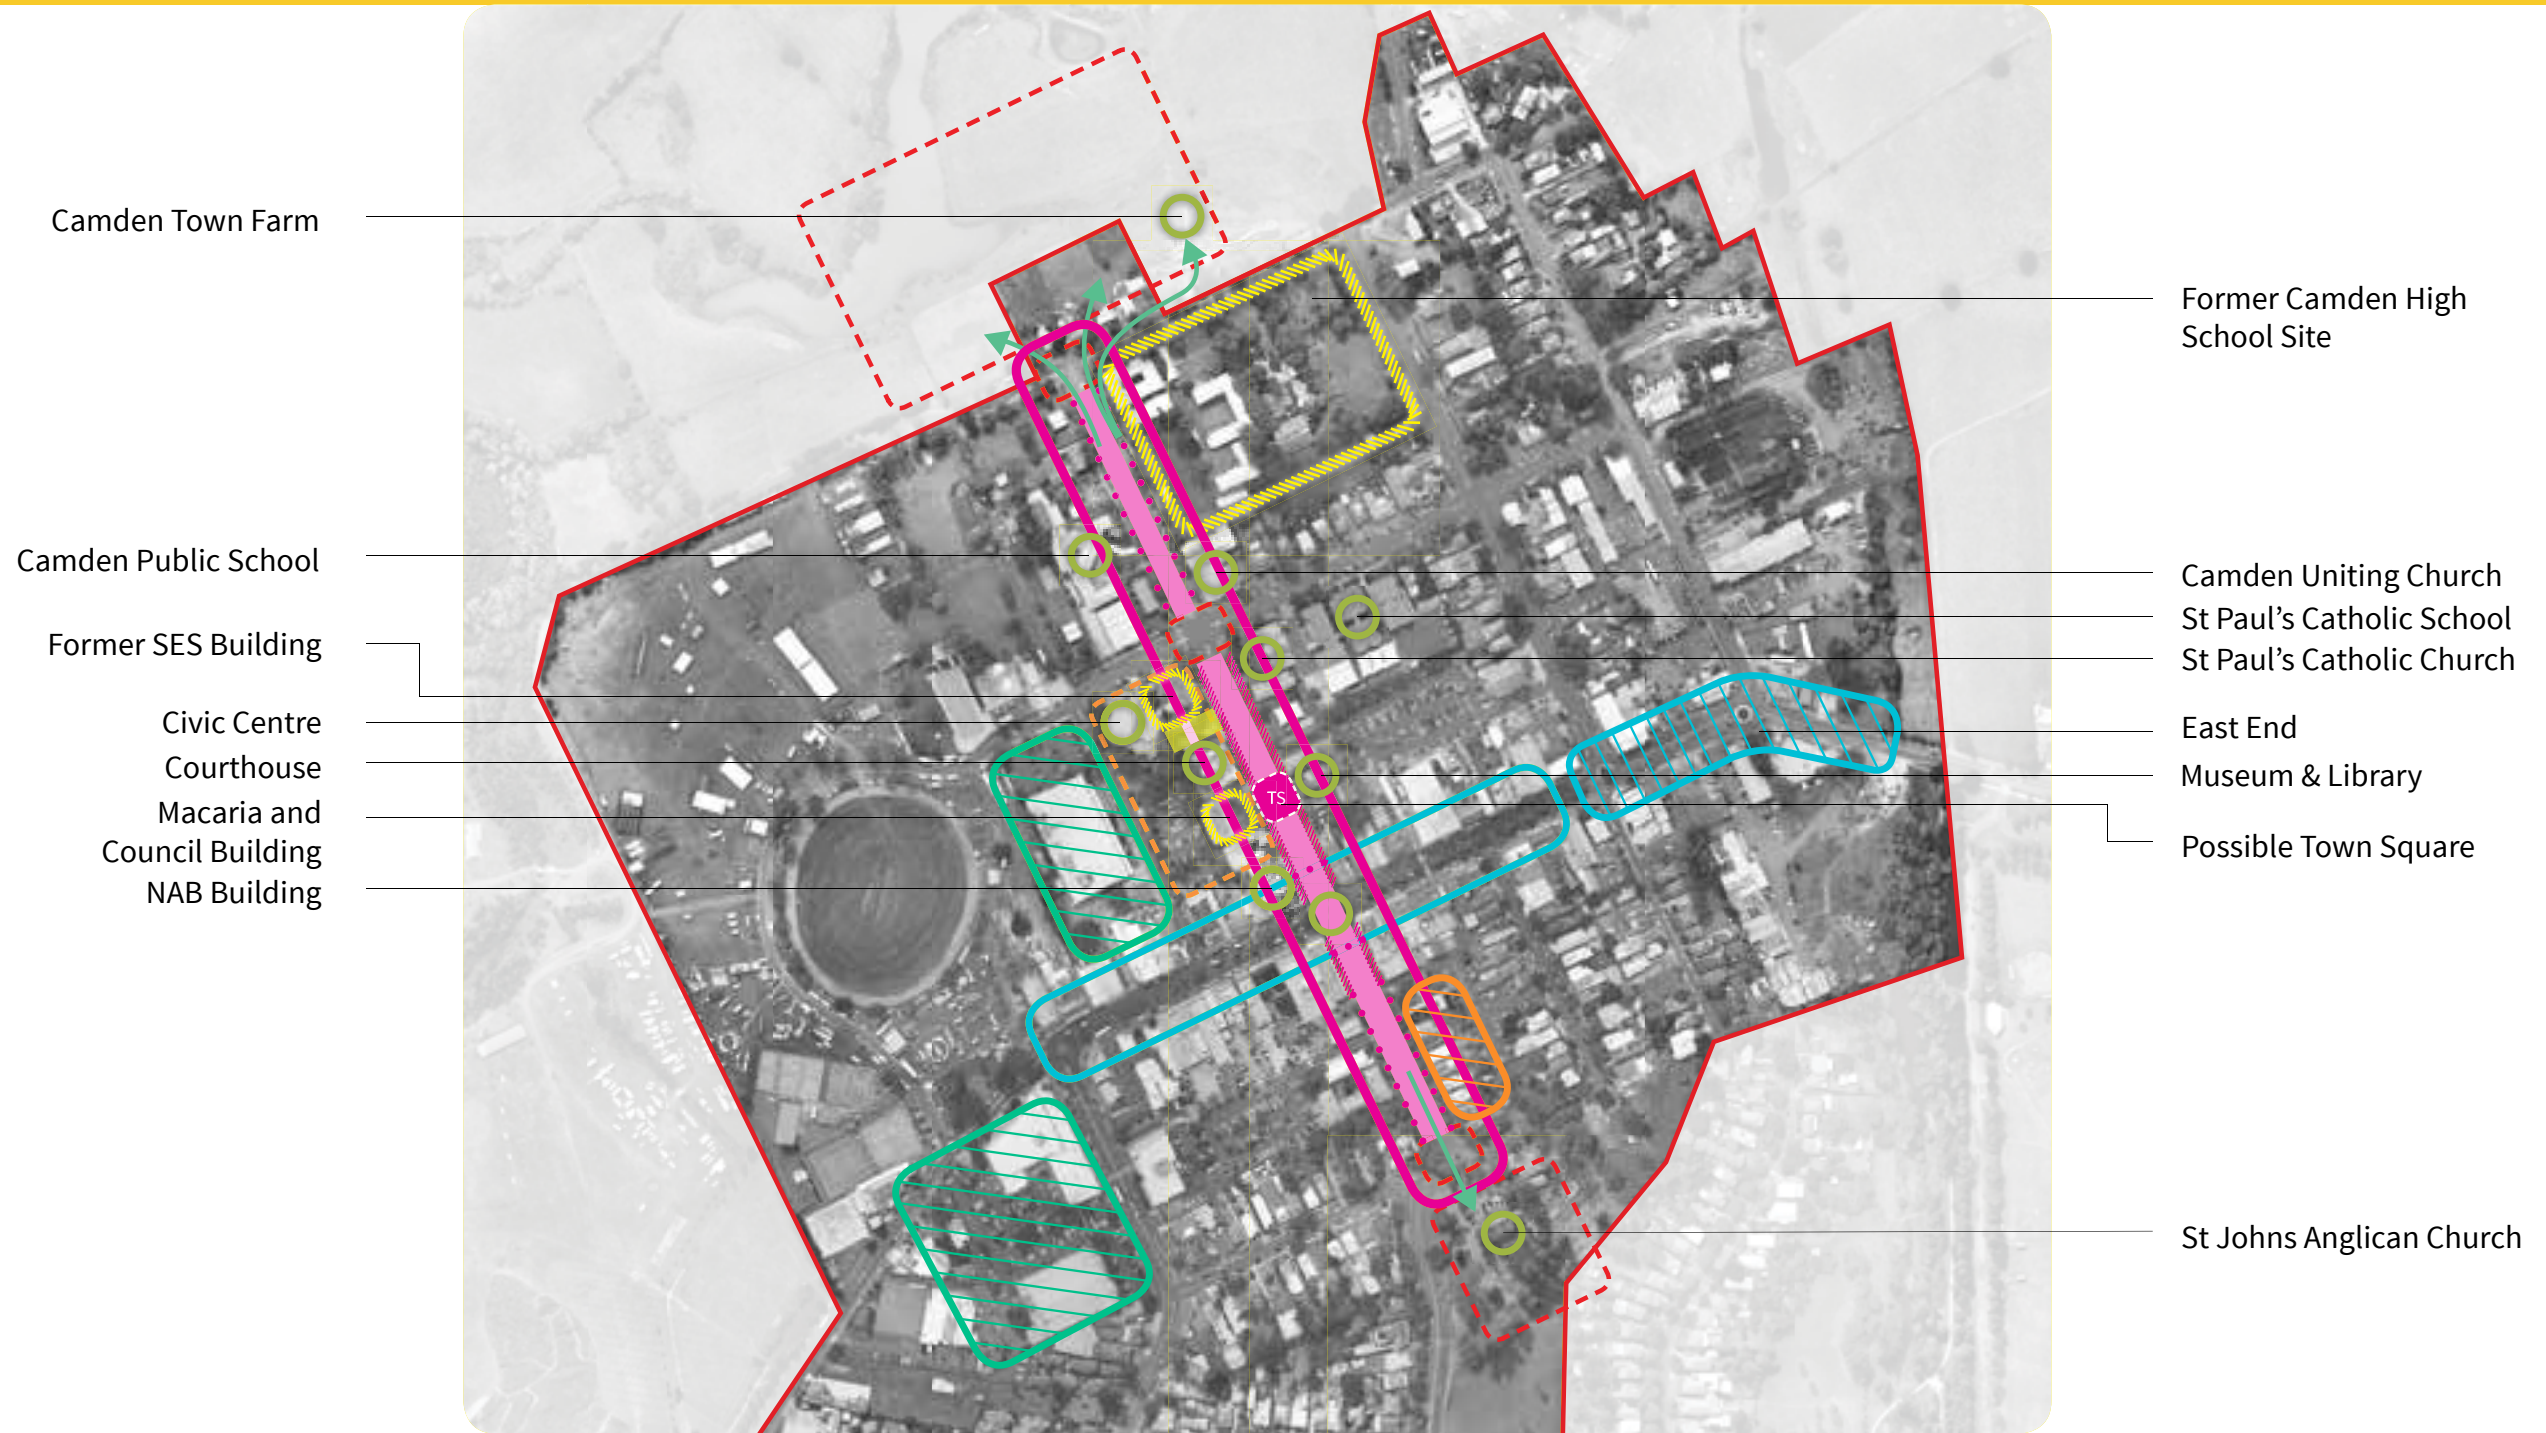 Camden Town Farm
Camden Public School
Former SES Building
Civic Centre
Courthouse
Macaria and
Council Building
NAB Building
TS
Former Camden High
School Site
Camden Uniting Church
St Paul’s Catholic School
St Paul’s Catholic Church
East End
Museum & Library
Possible Town Square
St Johns Anglican Church